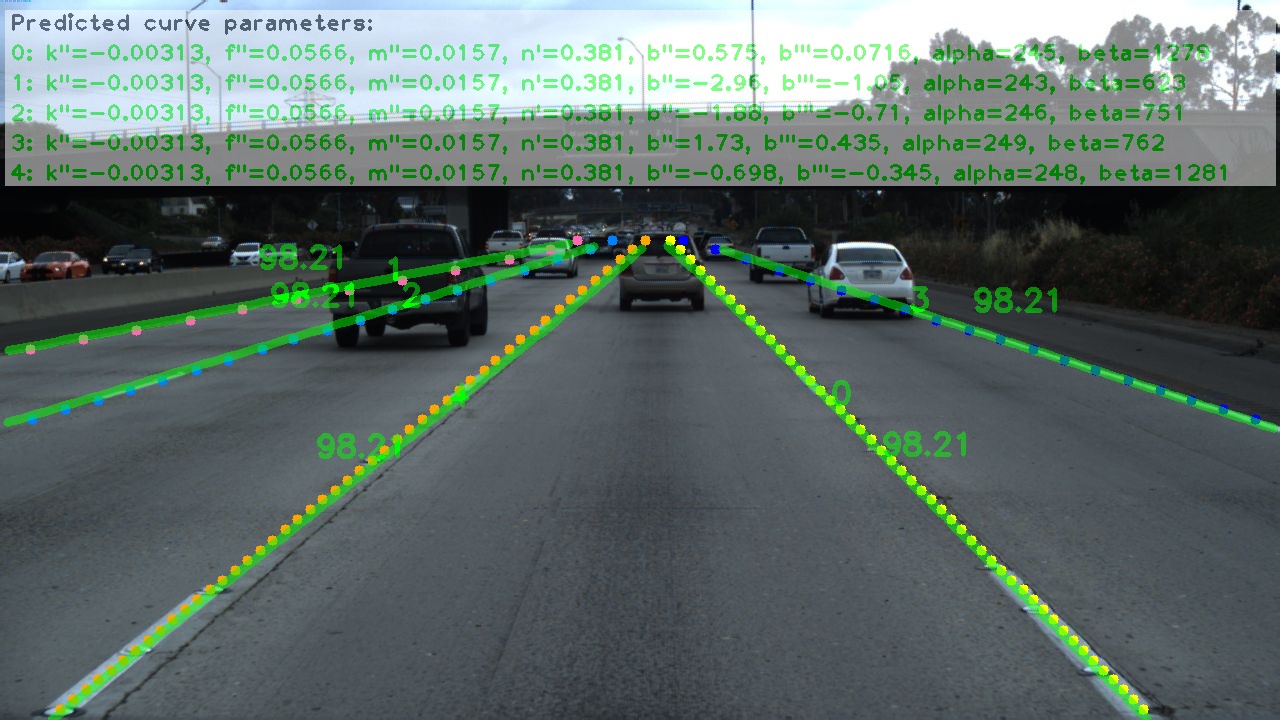 Predicted curve parameters:
0: k''=-0.00313, f''=0.0566, m''=0.0157, n'=0.381, b''=0.575, b'''=0.0716, alpha=245, beta=1278
1: k''=-0.00313, f''=0.0566, m''=0.0157, n'=0.381, b''=-2.96, b'''=-1.05, alpha=243, beta=623
2: k''=-0.00313, f''=0.0566, m''=0.0157, n'=0.381, b''=-1.88, b'''=-0.71, alpha=246, beta=751
3: k''=-0.00313, f''=0.0566, m''=0.0157, n'=0.381, b''=1.73, b'''=0.435, alpha=249, beta=762
4: k''=-0.00313, f''=0.0566, m''=0.0157, n'=0.381, b''=-0.698, b'''=-0.345, alpha=248, beta=1281
98.21 1
98.21 2
3 98.21
0
4
98.21
98.21